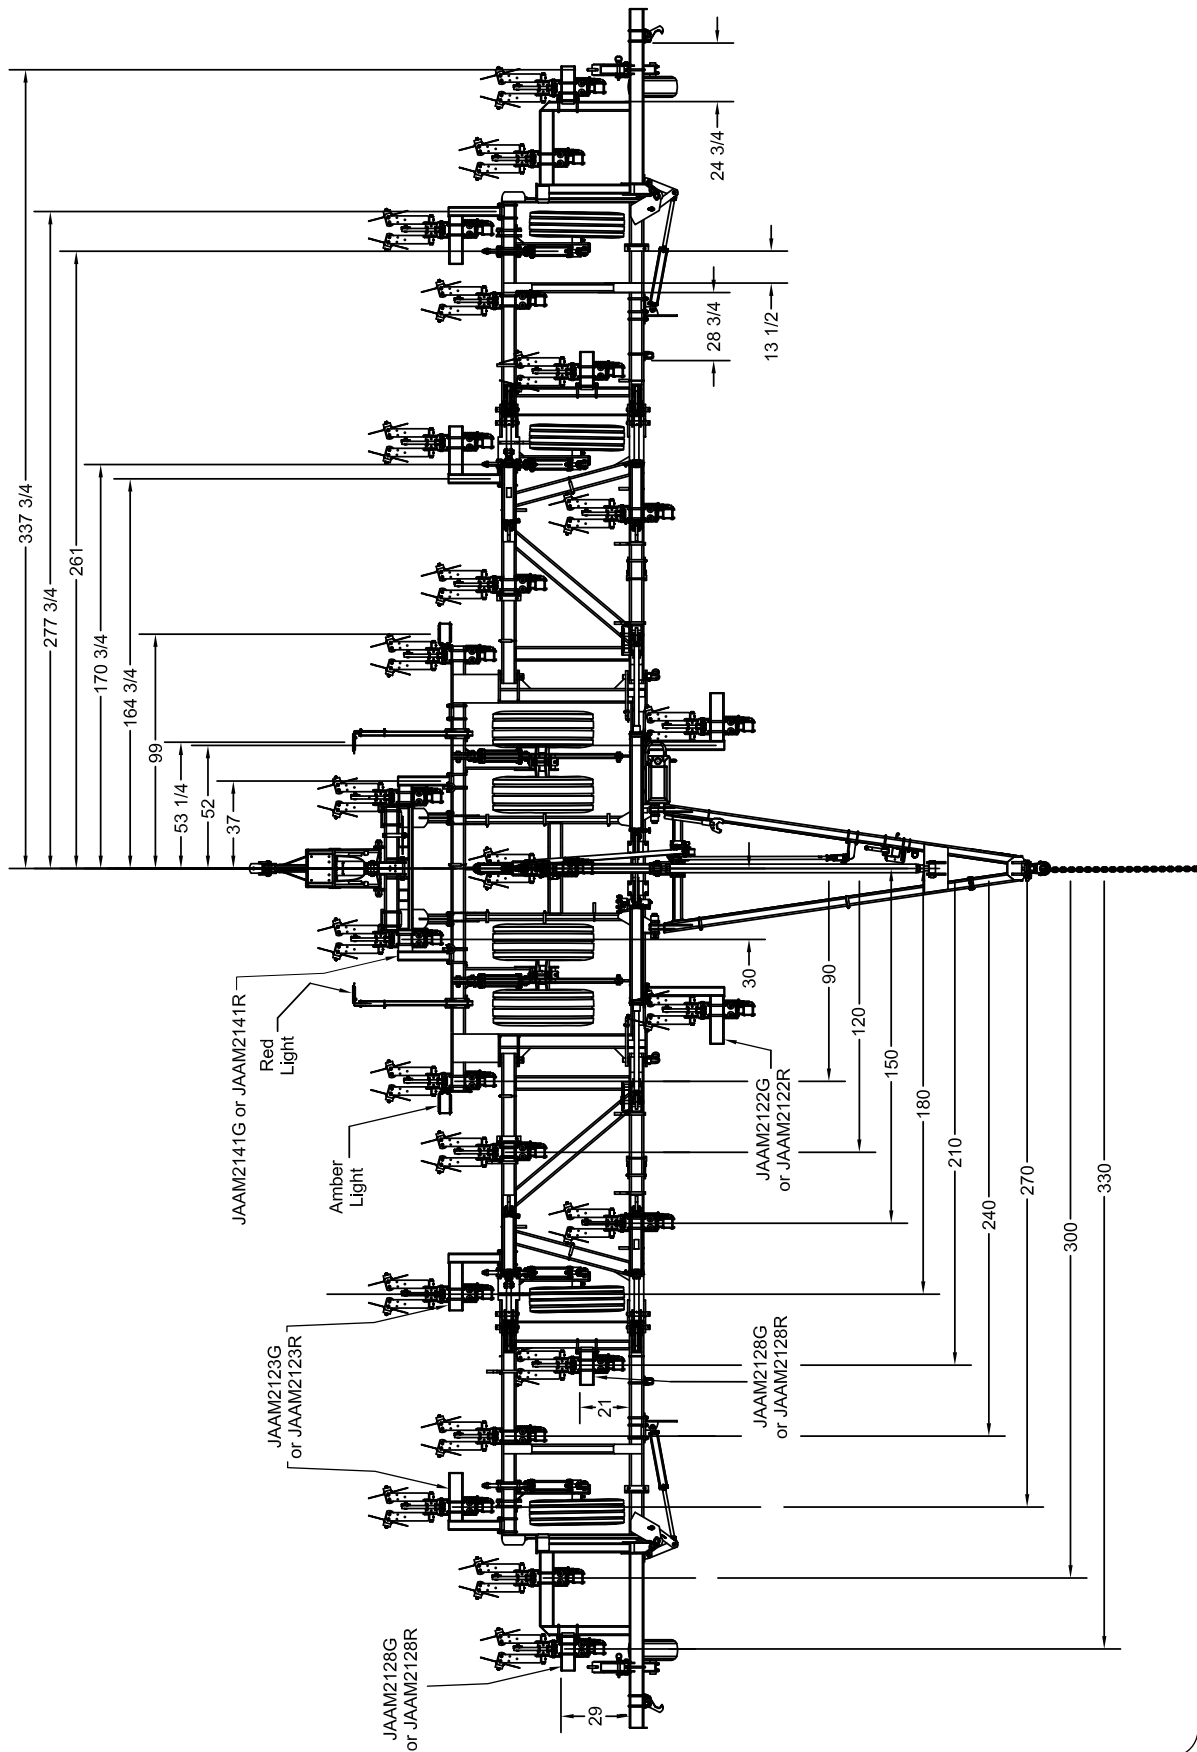 337 3/4
277 3/4
261
170 3/4
164 3/4
99
53 1/4
52
37
24 3/4
28 3/4
13 1/2
JAAM2141G or JAAM2141R
Red
Light
Amber
Light
JAAM2123G
or JAAM2123R
JAAM2128G
or JAAM2128R
29
21
JAAM2128G
or JAAM2128R
JAAM2122G
or JAAM2122R
30
90
120
150
180
210
240
270
300
330